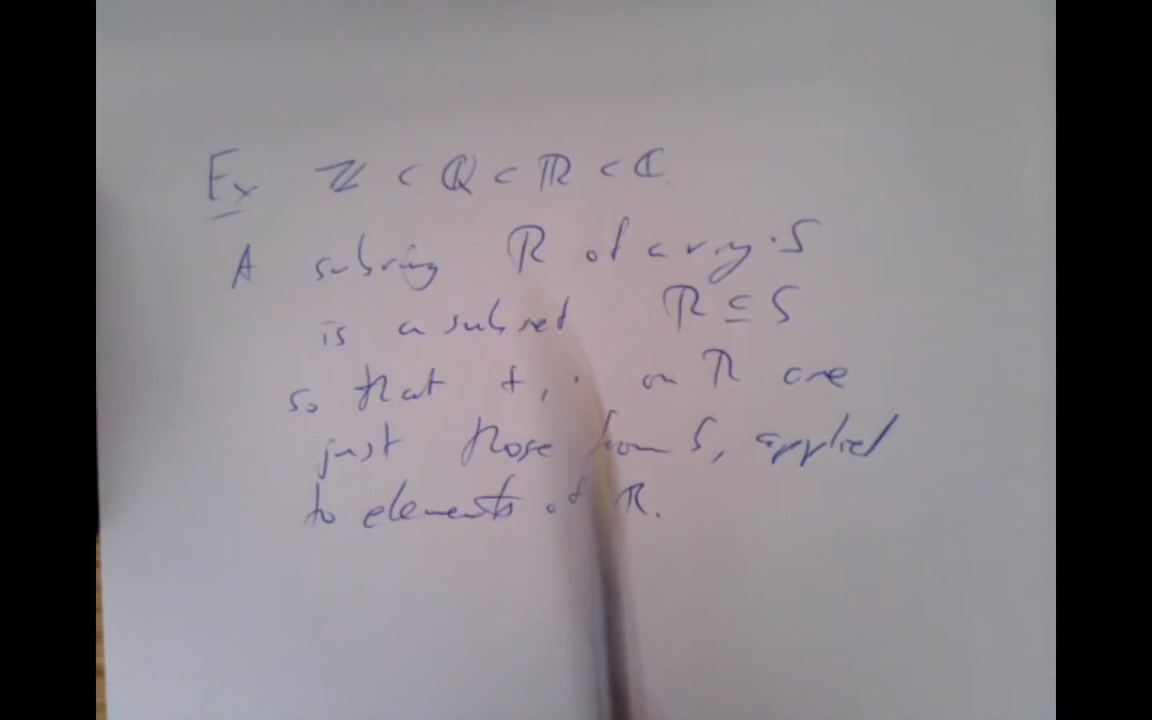 Ex ℤ ⊂ ℚ ⊂ ℝ ⊂ ℂ
A subring R of a ring S
is a subset R ⊆ S
so that +, · on R are
just those from S, applied
to elements of R.